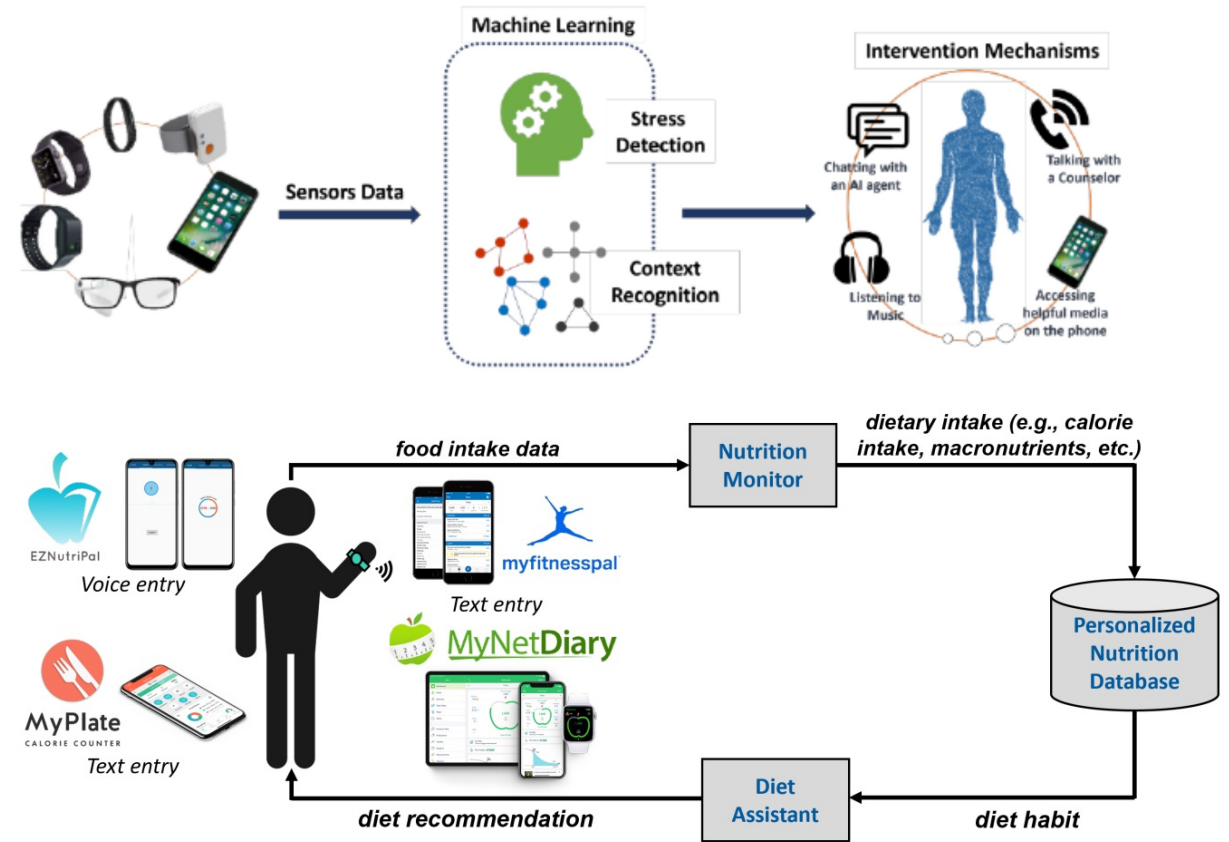 Machine Learning
Intervention Mechanisms
Stress
Detection
Chatting with
an AI agent
Talking with
a Counselor
Sensors Data
Context
Recognition
Listening to
Music
Accessing
helpful media
on the phone
dietary intake (e.g., calorie
intake, macronutrients, etc.)
food intake data
Nutrition
Monitor
EZNutriPal
Voice entry
myfitnesspal
Text entry
MyNetDiary
Personalized
Nutrition
Database
MyPlate
CALORIE COUNTER
Text entry
Diet
Assistant
diet recommendation
diet habit